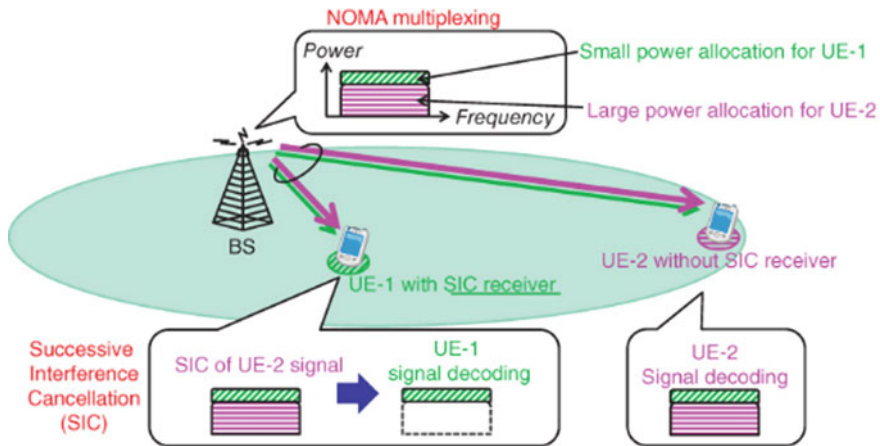 NOMA multiplexing
Power
Frequency
Small power allocation for UE-1
Large power allocation for UE-2
BS
UE-1 with SIC receiver
UE-2 without SIC receiver
Successive
Interference
Cancellation
(SIC)
SIC of UE-2 signal
UE-1
signal decoding
UE-2
Signal decoding